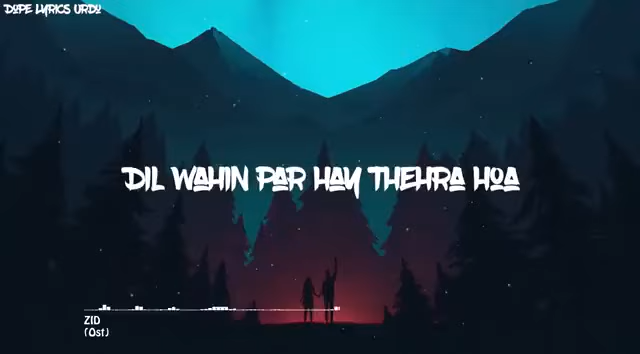 DOPE LYRICS URDU
DIL WAHIN PAR HAY THEHRA HOA
ZID
(Ost)